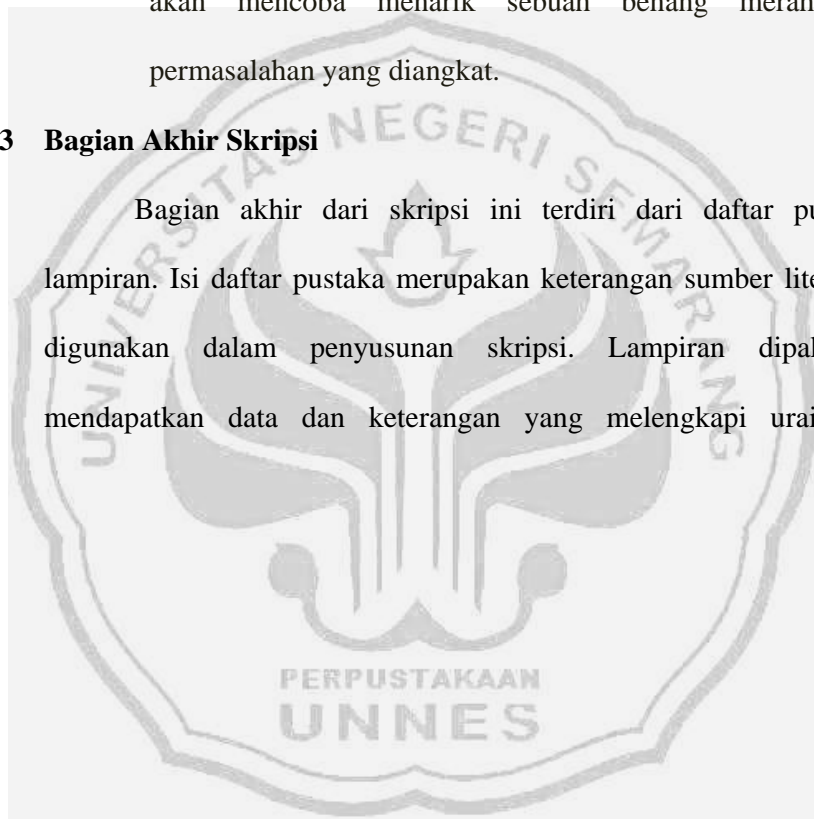 akan mencoba menarik sebuah benang
permasalahan yang diangkat.
3 Bagian Akhir Skripsi
Bagian akhir dari skripsi ini terdiri dari daftar
lampiran. Isi daftar pustaka merupakan keterangan sumber
digunakan dalam penyusunan skripsi. Lampiran
mendapatkan data dan keterangan yang melengkapi
UNIVERSITAS NEGERI SEMARANG
PERPUSTAKAAN
UNNES